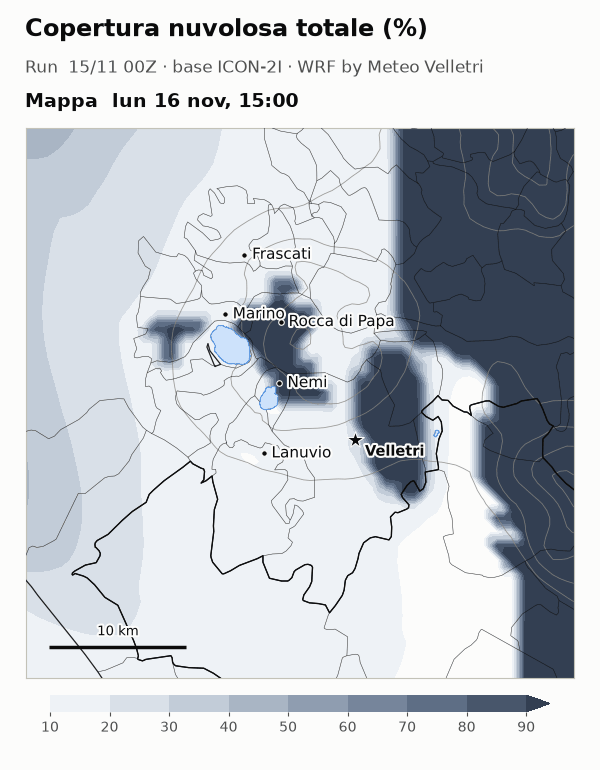 Copertura nuvolosa totale (%)
Run  15/11 00Z · base ICON-2I · WRF by Meteo Velletri
Mappa  lun 16 nov, 15:00
Frascati
Marino
Rocca di Papa
Nemi
Velletri
Lanuvio
10 km
10 20 30 40 50 60 70 80 90